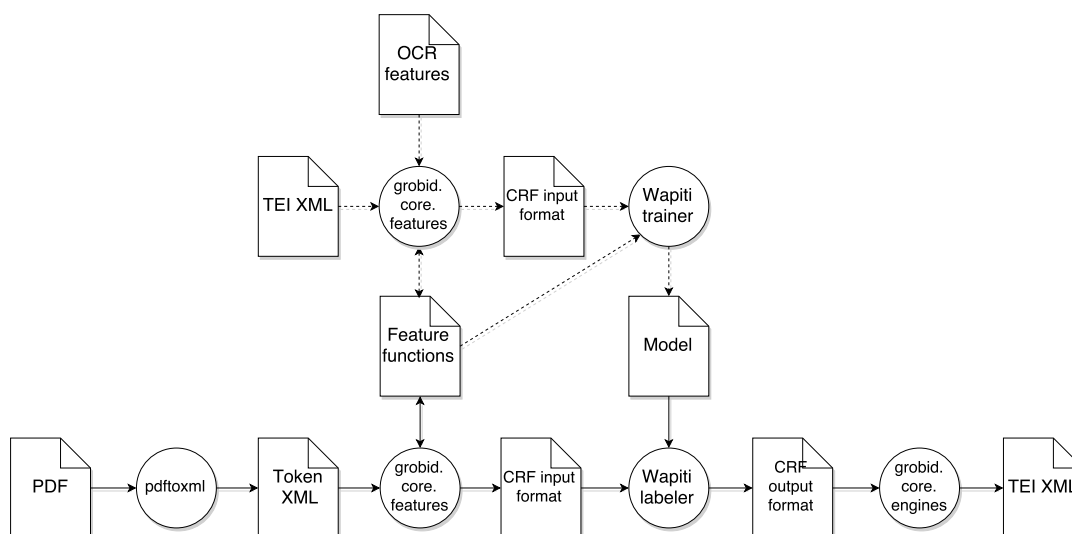 OCR
features
TEI XML
grobid.
core.
features
CRF input
format
Wapiti
trainer
Feature
functions
Model
PDF
pdftoxml
Token
XML
grobid.
core.
features
CRF input
format
Wapiti
labeler
CRF
output
format
grobid.
core.
engines
TEI XML